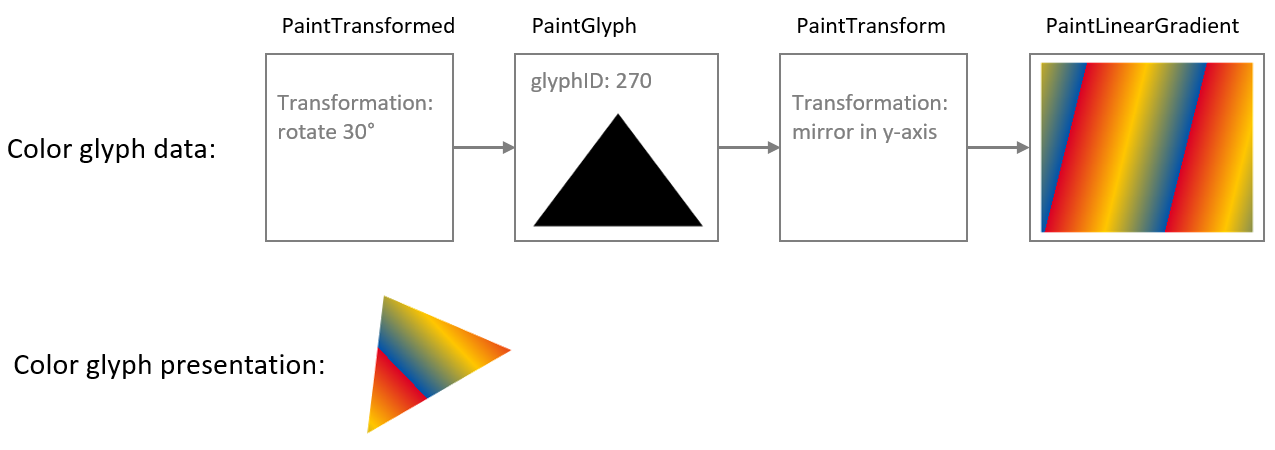 PaintTransformed
PaintGlyph
PaintTransform
PaintLinearGradient
Color glyph data:
Transformation:
rotate 30°
glyphID: 270
Transformation:
mirror in y-axis
Color glyph presentation: